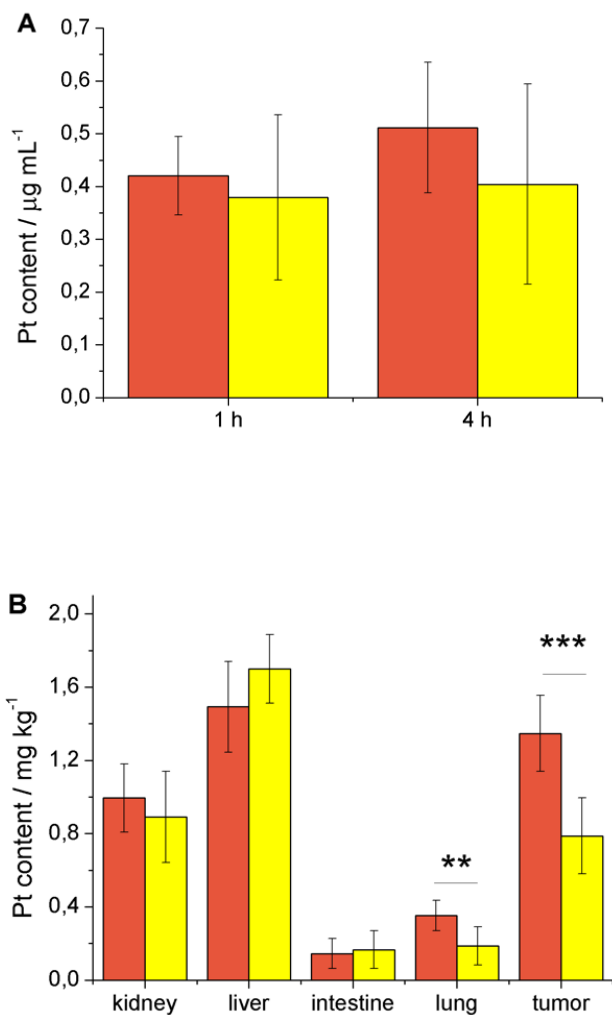 A
Pt content / µg mL⁻¹
0,7
0,6
0,5
0,4
0,3
0,2
0,1
0,0
1 h 4 h
B
Pt content / mg kg⁻¹
2,0
1,6
1,2
0,8
0,4
0,0
***
**
kidney liver intestine lung tumor